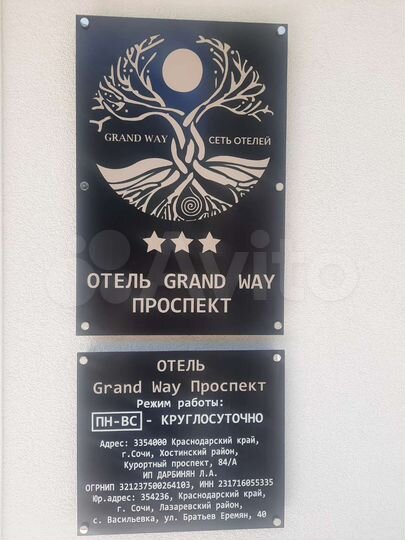 GRAND WAY СЕТЬ ОТЕЛЕЙ
ОТЕЛЬ GRAND WAY
ПРОСПЕКТ
Avito
ОТЕЛЬ
Grand Way Проспект
Режим работы:
ПН-ВС - КРУГЛОСУТОЧНО
Адрес: 3354000 Краснодарский край,
г.Сочи, Хостинский район,
Курортный проспект, 84/А
ИП ДАРБИНЯН Л.А.
ОГРНИП 321237500264103, ИНН 231716055335
Юр.адрес: 354236, Краснодарский край,
г. Сочи, Лазаревский район,
с. Васильевка, ул. Братьев Еремян, 40